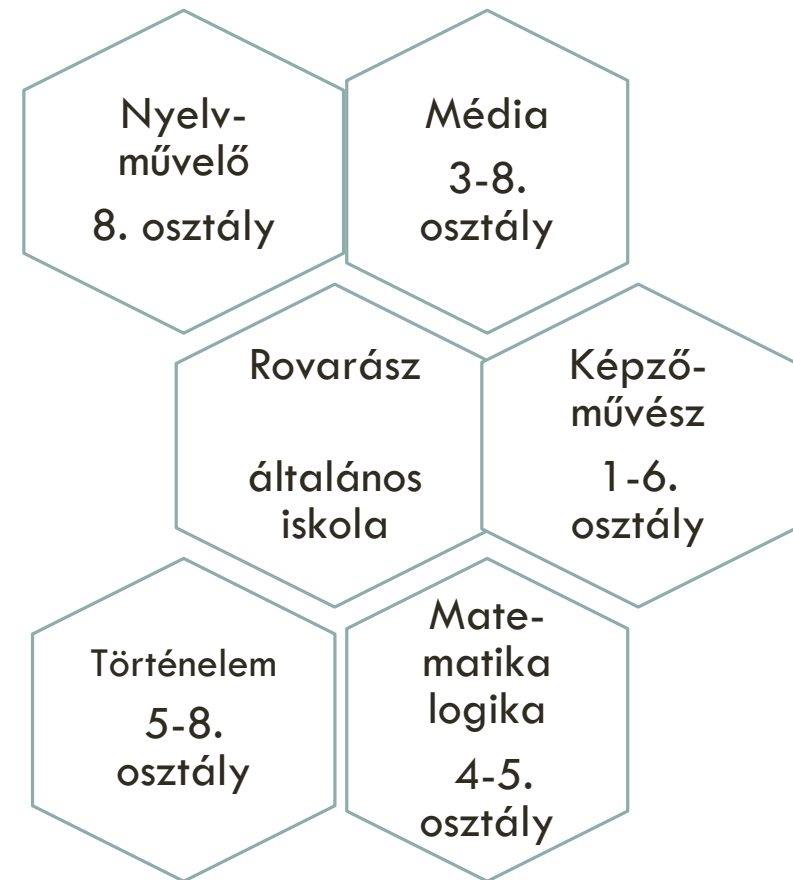 Nyelv-
művelő
8. osztály
Média
3-8.
osztály
Rovarász
általános
iskola
Képző-
művész
1-6.
osztály
Történelem
5-8.
osztály
Mate-
matika
logika
4-5.
osztály